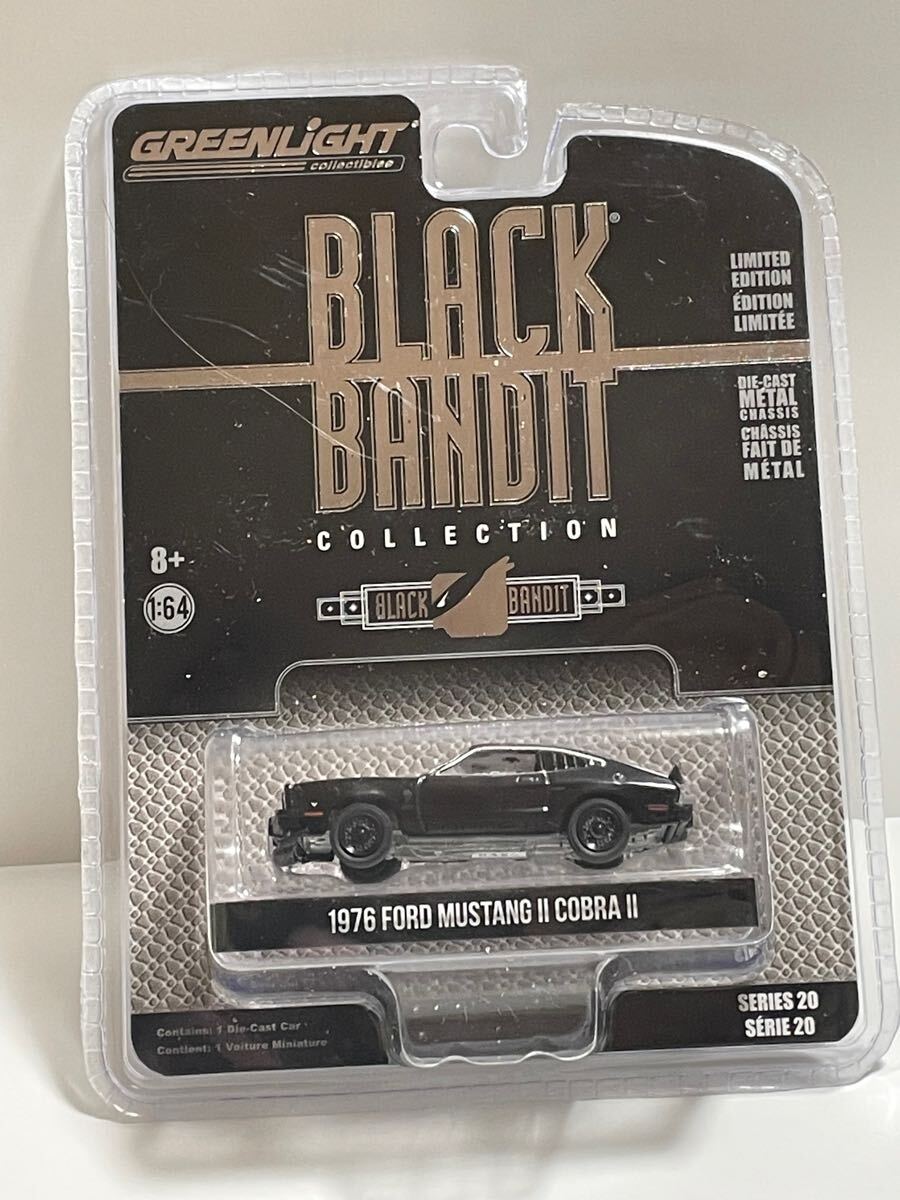 GREENLiGHT
collectibles
BLACK®
BANDIT
COLLECTION
LIMITED
EDITION
ÉDITION
LIMITÉE
DIE-CAST
METAL
CHASSIS
CHÂSSIS
FAIT DE
MÉTAL
8+
1:64
BLACK BANDIT
1976 FORD MUSTANG II COBRA II
Contains: 1 Die-Cast Car
Contient: 1 Voiture Miniature
SERIES 20
SÉRIE 20